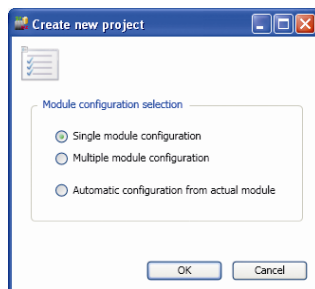 Create new project
Module configuration selection
Single module configuration
Multiple module configuration
Automatic configuration from actual module
OK
Cancel